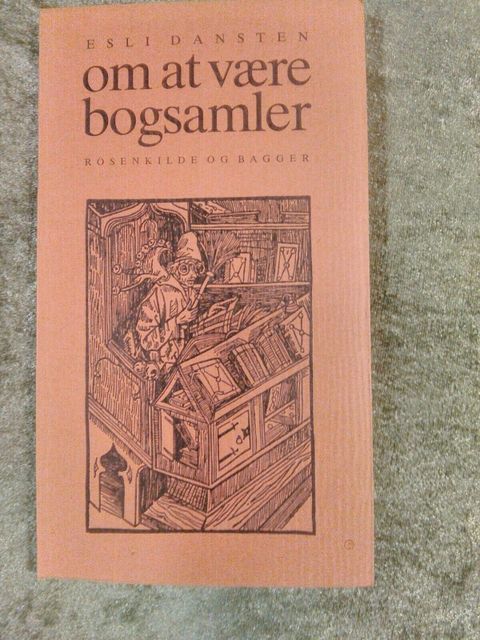 ESLI DANSTEN
om at være
bogsamler
ROSENKILDE OG BAGGER